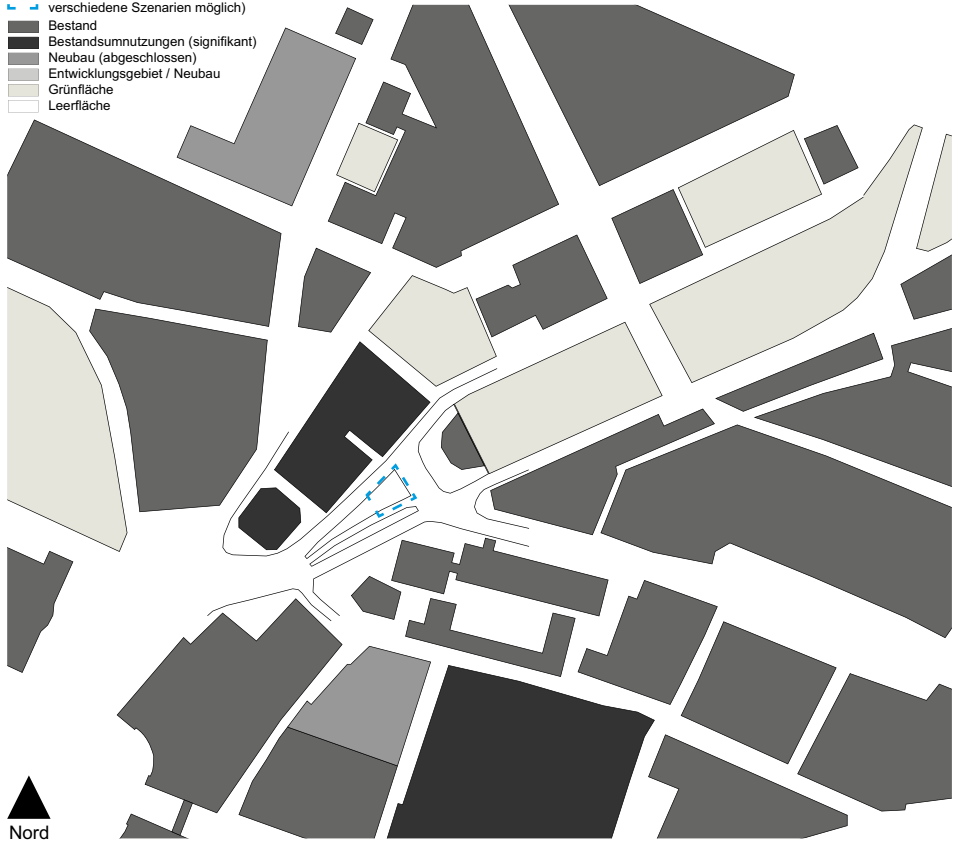 verschiedene Szenarien möglich)
Bestand
Bestandsumnutzungen (signifikant)
Neubau (abgeschlossen)
Entwicklungsgebiet / Neubau
Grünfläche
Leerfläche
Nord